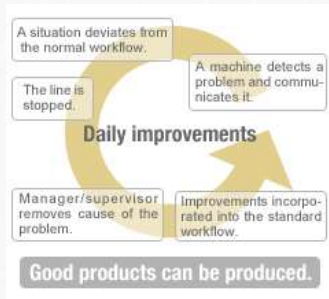 A situation deviates from
the normal workflow.
A machine detects a
problem and commu-
nicates it.
The line is
stopped.
Daily improvements
Manager/supervisor
removes cause of the
problem.
Improvements incorpo-
rated into the standard
workflow.
Good products can be produced.